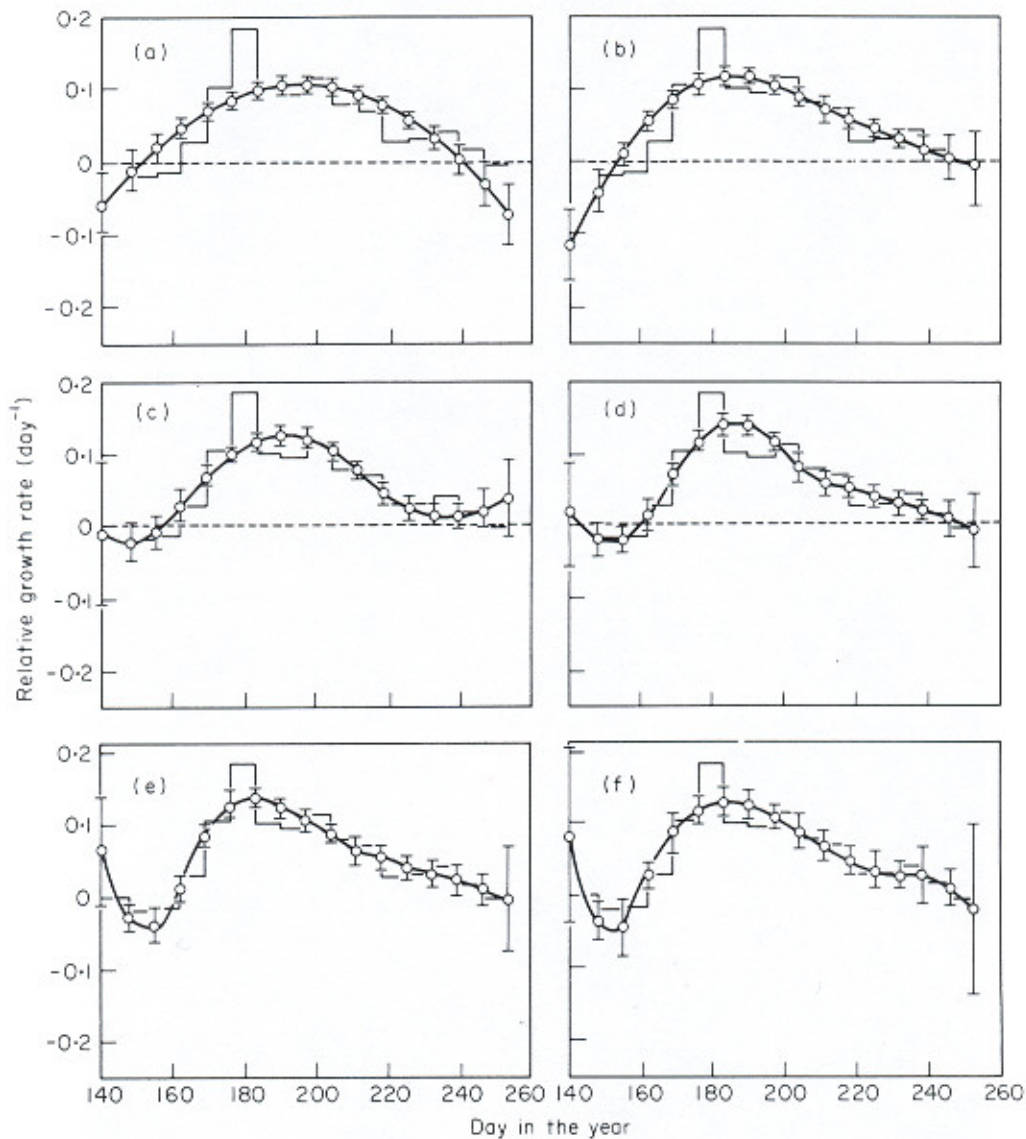 0·2
0·1
0
-0·1
-0·2
(a)
(b)
0·2
0·1
0
-0·1
-0·2
(c)
(d)
0·2
0·1
0
-0·1
-0·2
(e)
(f)
Relative growth rate (day⁻¹)
140 160 180 200 220 240 260 140 160 180 200 220 240 260
Day in the year